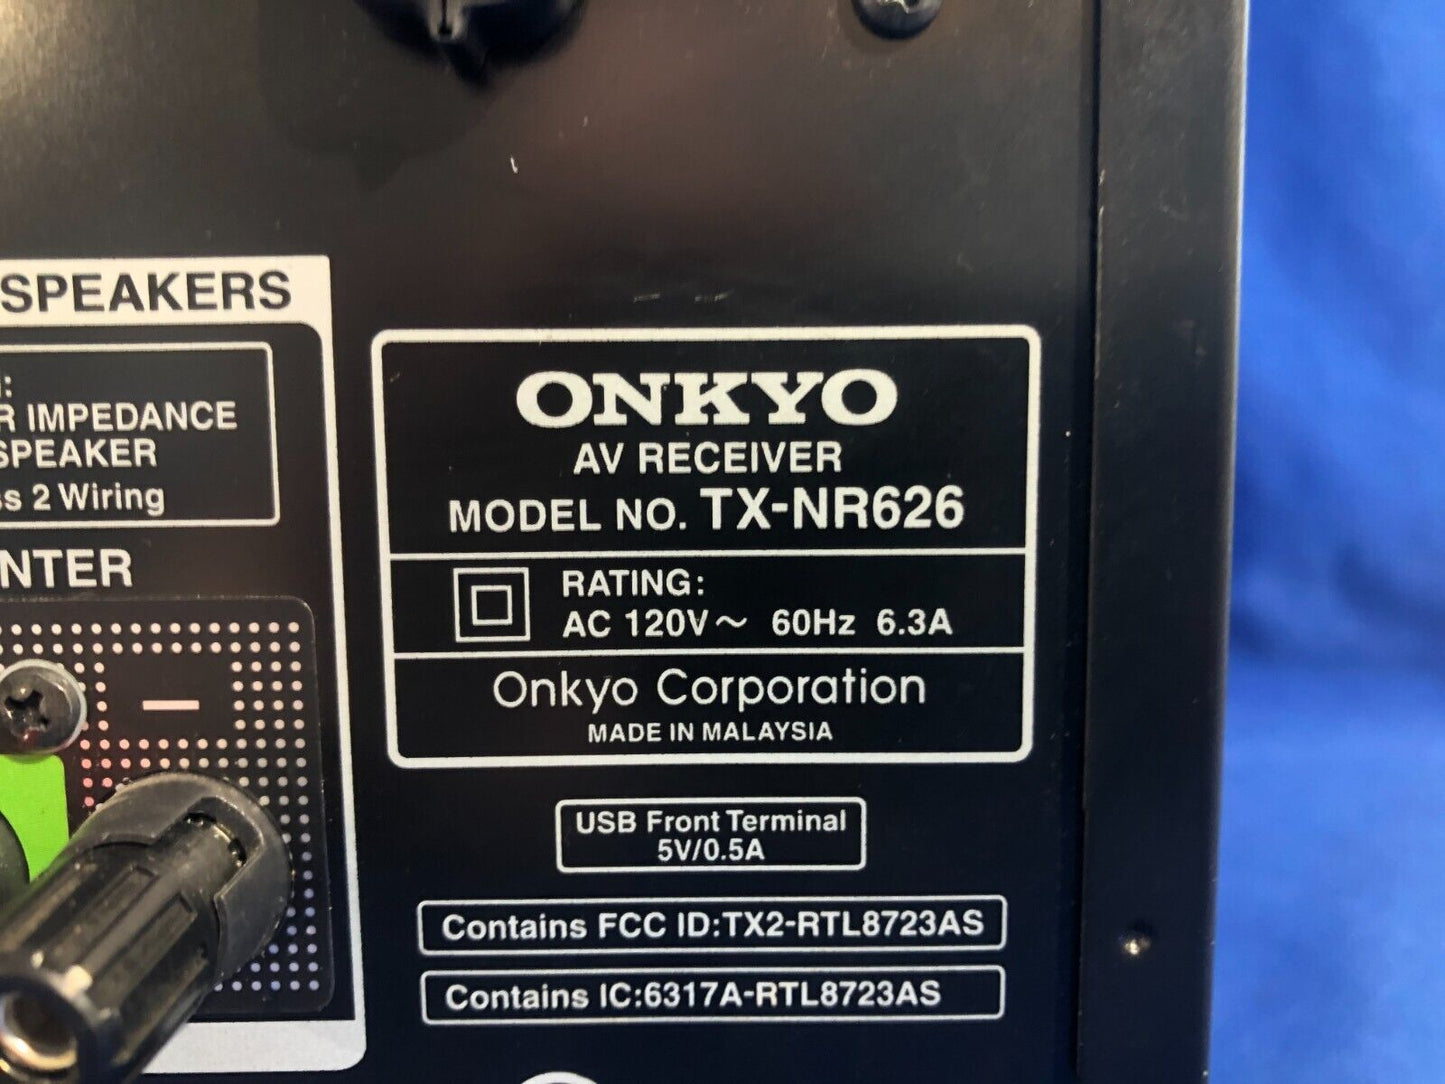 SPEAKERS
IMPEDANCE
SPEAKER
2 Wiring
ONKYO
AV RECEIVER
MODEL NO. TX-NR626
RATING:
AC 120V～ 60Hz 6.3A
Onkyo Corporation
MADE IN MALAYSIA
USB Front Terminal
5V/0.5A
Contains FCC ID:TX2-RTL8723AS
Contains IC:6317A-RTL8723AS